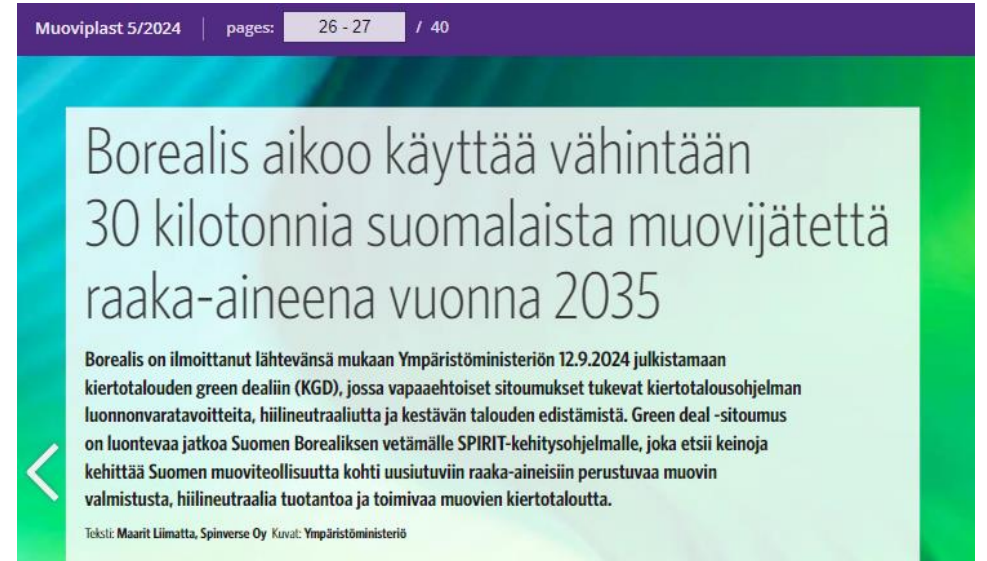 Muoviplast 5/2024 | pages: 26 - 27 / 40
Borealis aikoo käyttää vähintään
30 kilotonnia suomalaista muovijätettä
raaka-aineena vuonna 2035
Borealis on ilmoittanut lähtevänsä mukaan Ympäristöministeriön 12.9.2024 julkistamaan
kiertotalouden green dealiin (KGD), jossa vapaaehtoiset sitoumukset tukevat kiertotalousohjelman
luonnonvaratavoitteita, hiilineutraaliutta ja kestävän talouden edistämistä. Green deal -sitoumus
on luontevaa jatkoa Suomen Borealiksen vetämälle SPIRIT-kehitysohjelmalle, joka etsii keinoja
kehittää Suomen muoviteollisuutta kohti uusiutuviin raaka-aineisiin perustuvaa muovin
valmistusta, hiilineutraalia tuotantoa ja toimivaa muovien kiertotaloutta.
Teksti: Maarit Liimatta, Spinverse Oy Kuvat: Ympäristöministeriö